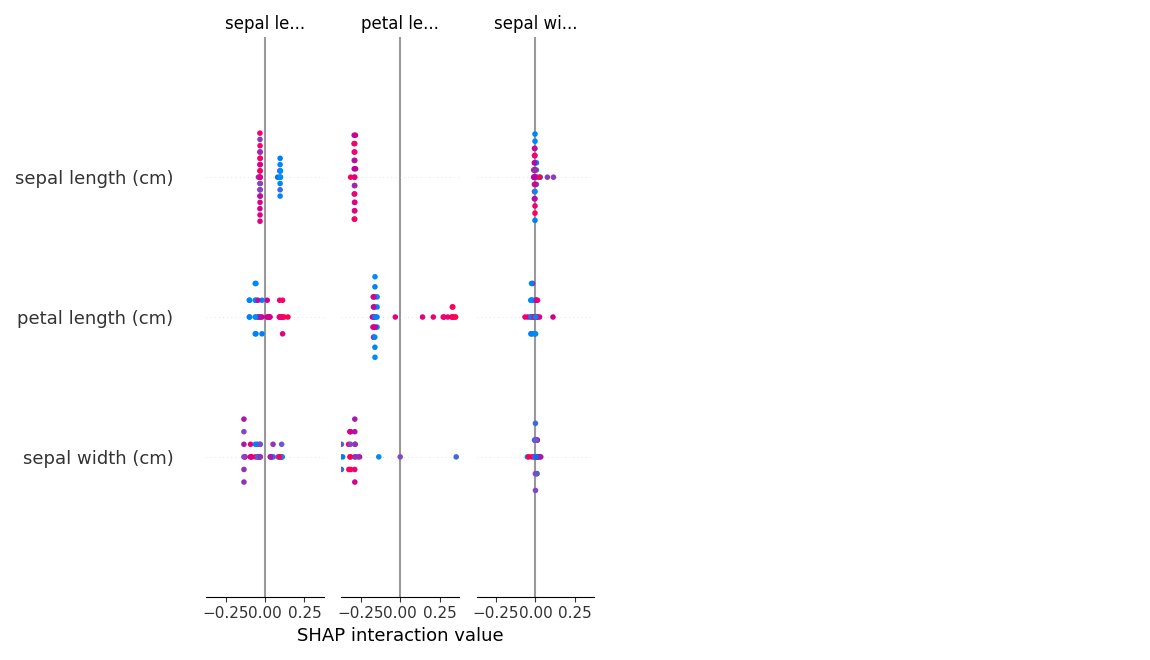 sepal le... petal le... sepal wi...
sepal length (cm)
petal length (cm)
sepal width (cm)
−0.25 0.00 0.25 −0.25 0.00 0.25 −0.25 0.00 0.25
SHAP interaction value